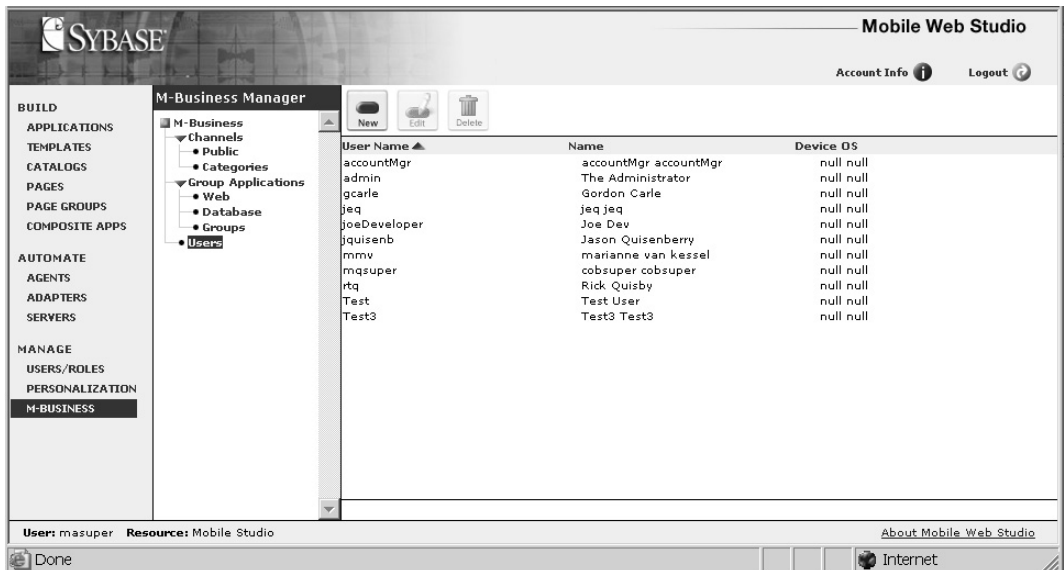 SYBASE
Mobile Web Studio
Account Info
Logout
BUILD
APPLICATIONS
TEMPLATES
CATALOGS
PAGES
PAGE GROUPS
COMPOSITE APPS
AUTOMATE
AGENTS
ADAPTERS
SERVERS
MANAGE
USERS/ROLES
PERSONALIZATION
M-BUSINESS
M-Business Manager
M-Business
Channels
Public
Categories
Group Applications
Web
Database
Groups
Users
New Edit Delete
User Name Name Device OS
accountMgr accountMgr accountMgr null null
admin The Administrator null null
gcarle Gordon Carle null null
jeq jeq jeq null null
joeDeveloper Joe Dev null null
jquisenb Jason Quisenberry null null
mmv marianne van kessel null null
mqsuper cobsuper cobsuper null null
rtq Rick Quisby null null
Test Test User null null
Test3 Test3 Test3 null null
User: masuper Resource: Mobile Studio
About Mobile Web Studio
Done
Internet